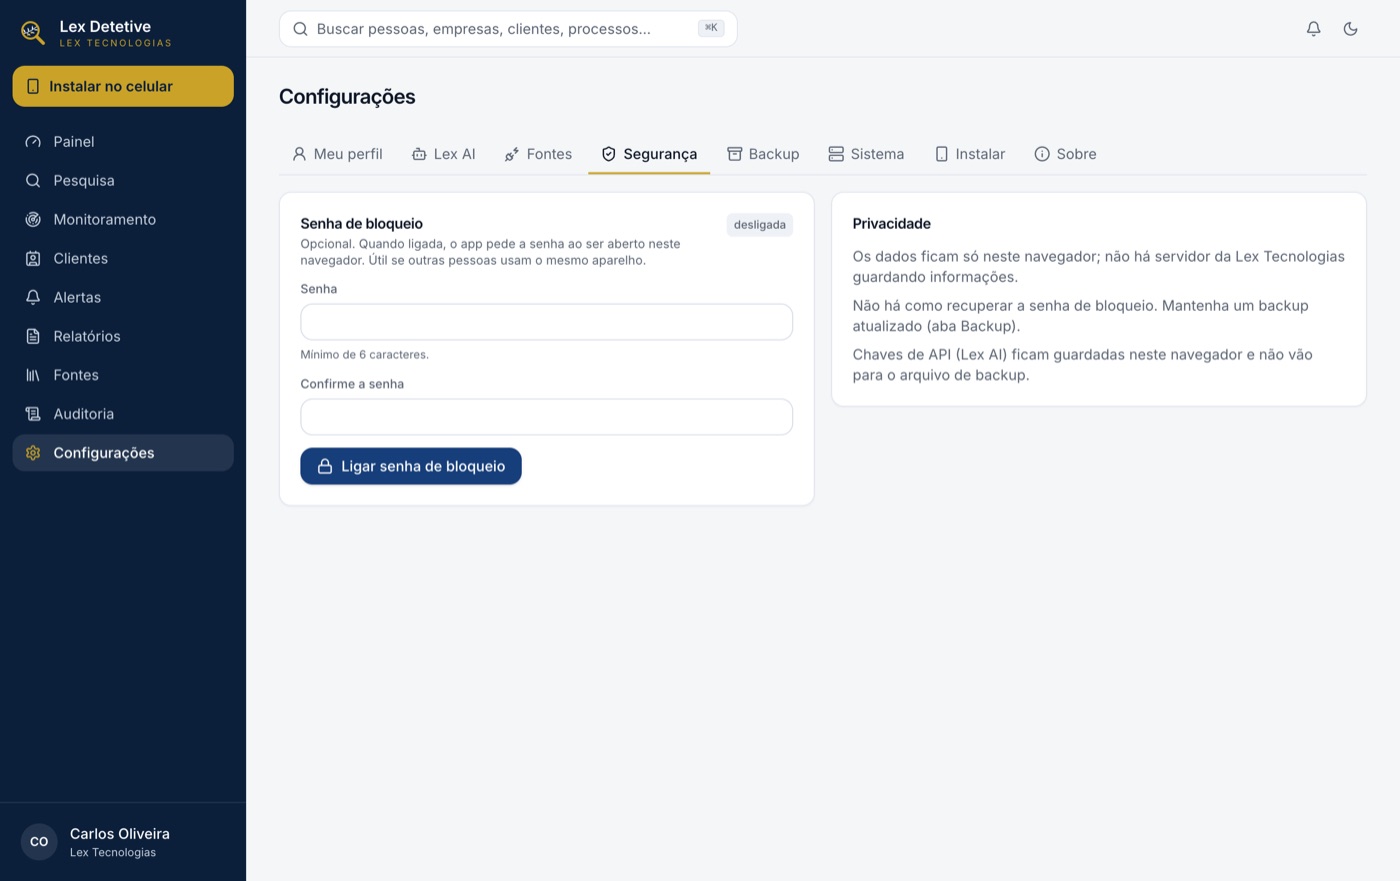 Lex Detetive
LEX TECNOLOGIAS
Instalar no celular
Painel
Pesquisa
Monitoramento
Clientes
Alertas
Relatórios
Fontes
Auditoria
Configurações
CO
Carlos Oliveira
Lex Tecnologias
Buscar pessoas, empresas, clientes, processos...
⌘K
Configurações
Meu perfil
Lex AI
Fontes
Segurança
Backup
Sistema
Instalar
Sobre
Senha de bloqueio
desligada
Opcional. Quando ligada, o app pede a senha ao ser aberto neste
navegador. Útil se outras pessoas usam o mesmo aparelho.
Senha
Mínimo de 6 caracteres.
Confirme a senha
Ligar senha de bloqueio
Privacidade
Os dados ficam só neste navegador; não há servidor da Lex Tecnologias
guardando informações.
Não há como recuperar a senha de bloqueio. Mantenha um backup
atualizado (aba Backup).
Chaves de API (Lex AI) ficam guardadas neste navegador e não vão
para o arquivo de backup.